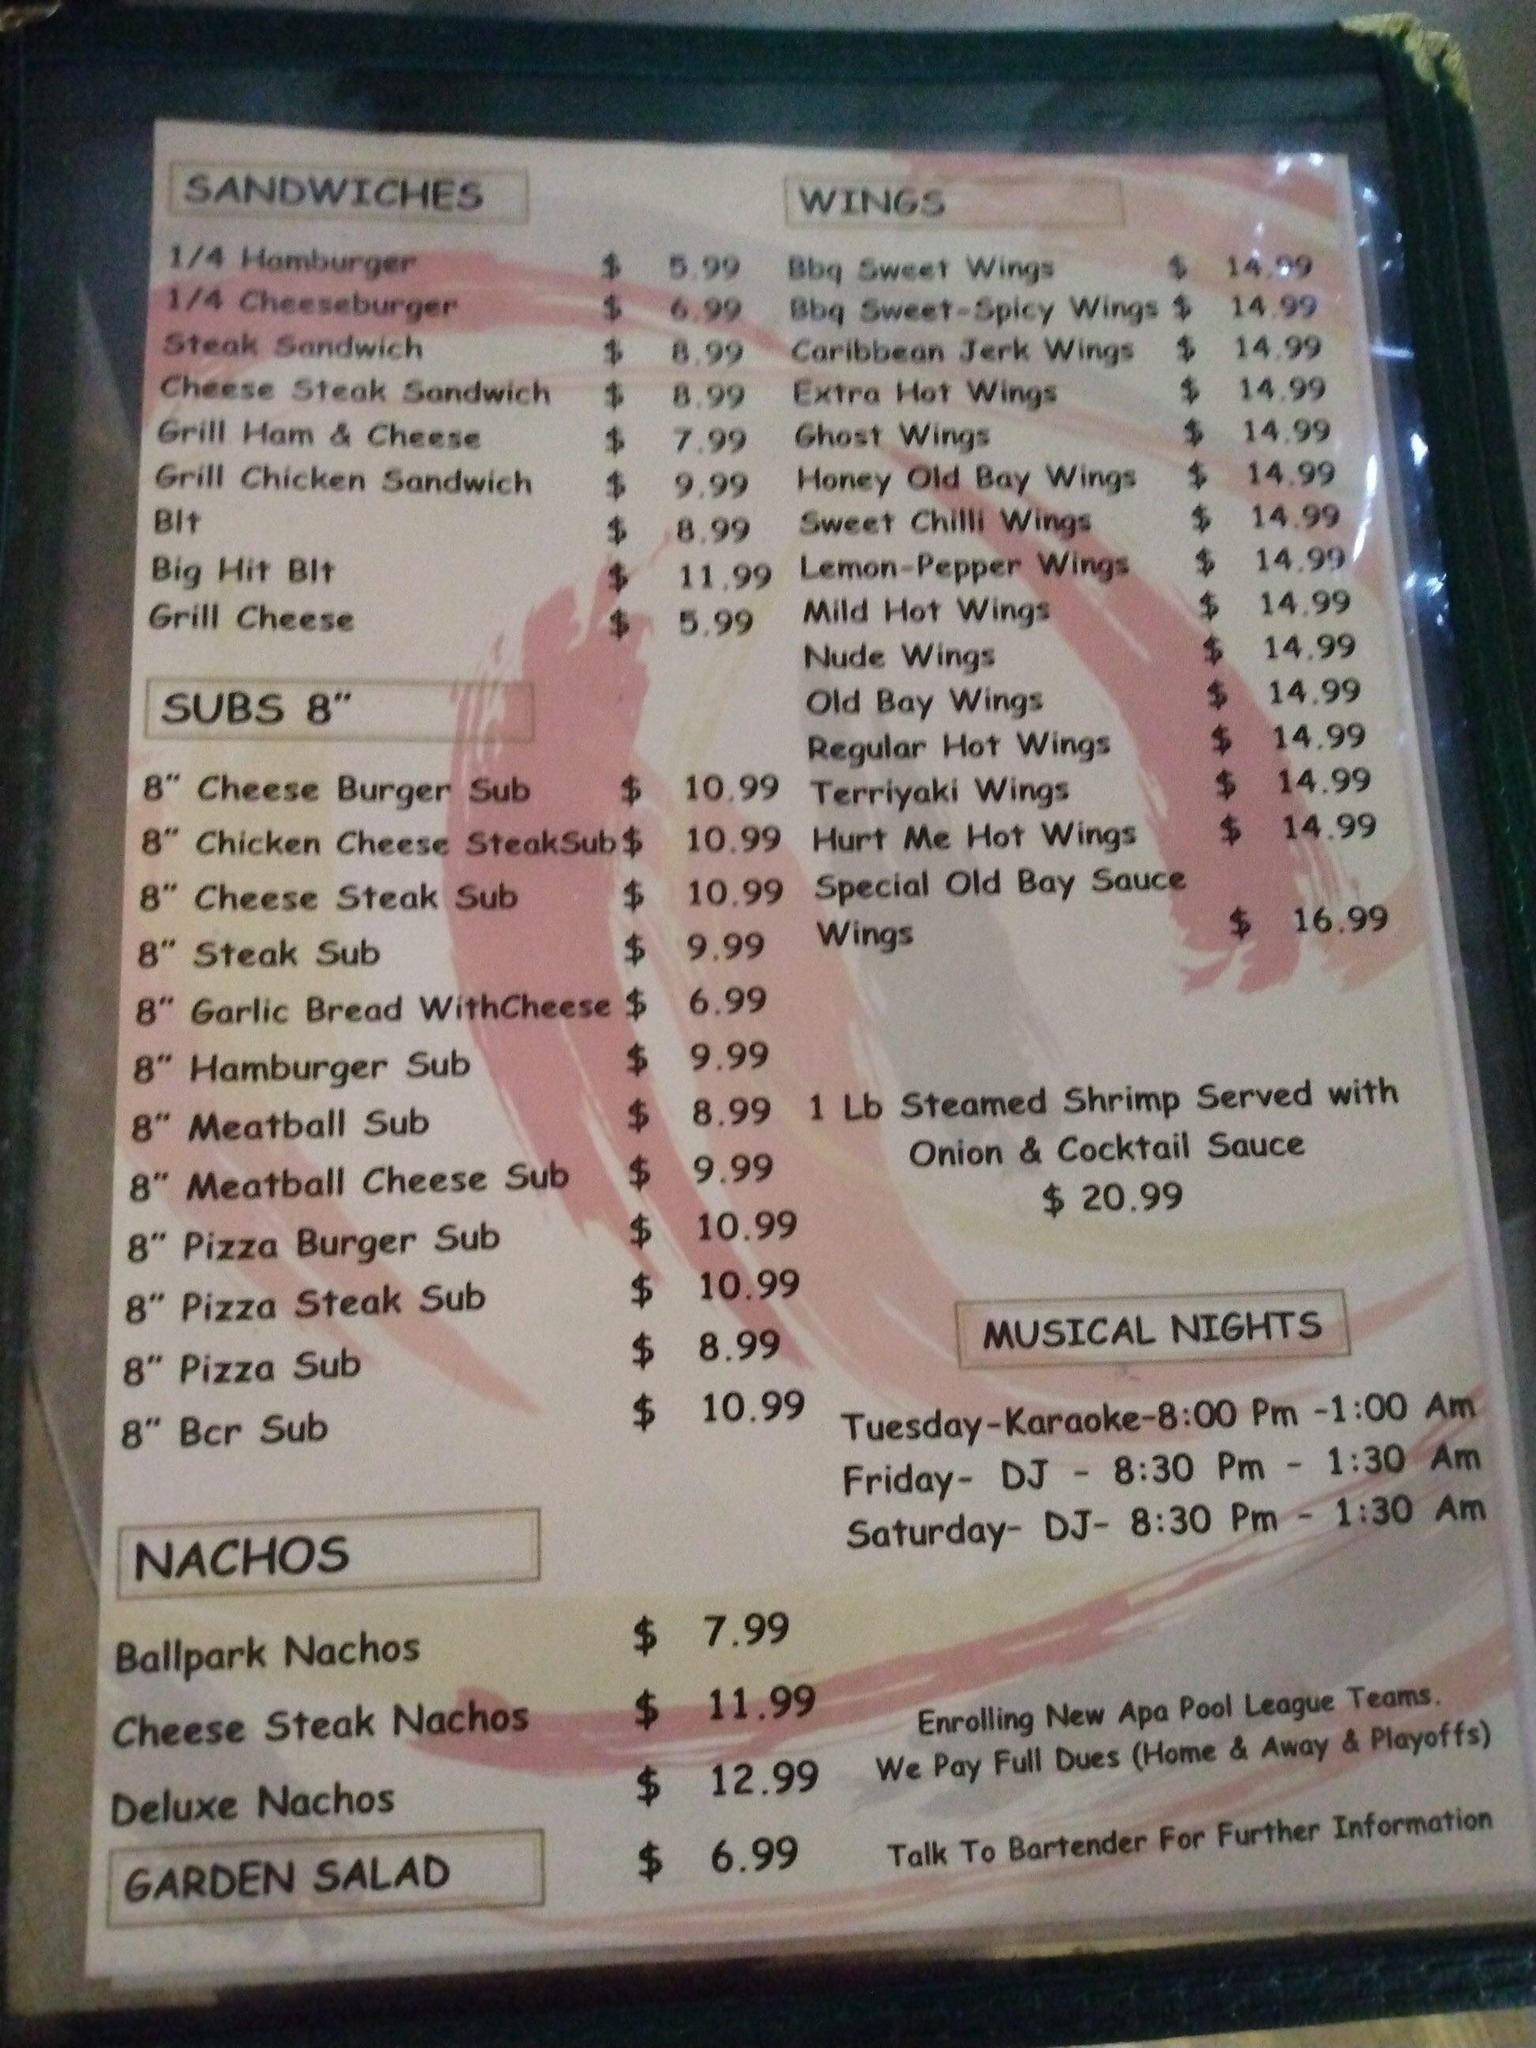 SANDWICHES
1/4 Hamburger $ 5.99
1/4 Cheeseburger $ 6.99
Steak Sandwich $ 8.99
Cheese Steak Sandwich $ 8.99
Grill Ham & Cheese $ 7.99
Grill Chicken Sandwich $ 9.99
Blt $ 8.99
Big Hit Blt $ 11.99
Grill Cheese $ 5.99
SUBS 8"
8" Cheese Burger Sub $ 10.99
8" Chicken Cheese SteakSub $ 10.99
8" Cheese Steak Sub $ 10.99
8" Steak Sub $ 9.99
8" Garlic Bread WithCheese $ 6.99
8" Hamburger Sub $ 9.99
8" Meatball Sub $ 8.99
8" Meatball Cheese Sub $ 9.99
8" Pizza Burger Sub $ 10.99
8" Pizza Steak Sub $ 10.99
8" Pizza Sub $ 8.99
8" Bcr Sub $ 10.99
NACHOS
Ballpark Nachos $ 7.99
Cheese Steak Nachos $ 11.99
Deluxe Nachos $ 12.99
GARDEN SALAD $ 6.99
WINGS
Bbq Sweet Wings $ 14.99
Bbq Sweet-Spicy Wings $ 14.99
Caribbean Jerk Wings $ 14.99
Extra Hot Wings $ 14.99
Ghost Wings $ 14.99
Honey Old Bay Wings $ 14.99
Sweet Chilli Wings $ 14.99
Lemon-Pepper Wings $ 14.99
Mild Hot Wings $ 14.99
Nude Wings $ 14.99
Old Bay Wings $ 14.99
Regular Hot Wings $ 14.99
Terriyaki Wings $ 14.99
Hurt Me Hot Wings $ 14.99
Special Old Bay Sauce
Wings $ 16.99
1 Lb Steamed Shrimp Served with
Onion & Cocktail Sauce
$ 20.99
MUSICAL NIGHTS
Tuesday-Karaoke-8:00 Pm -1:00 Am
Friday- DJ - 8:30 Pm - 1:30 Am
Saturday- DJ- 8:30 Pm - 1:30 Am
Enrolling New Apa Pool League Teams.
We Pay Full Dues (Home & Away & Playoffs)
Talk To Bartender For Further Information